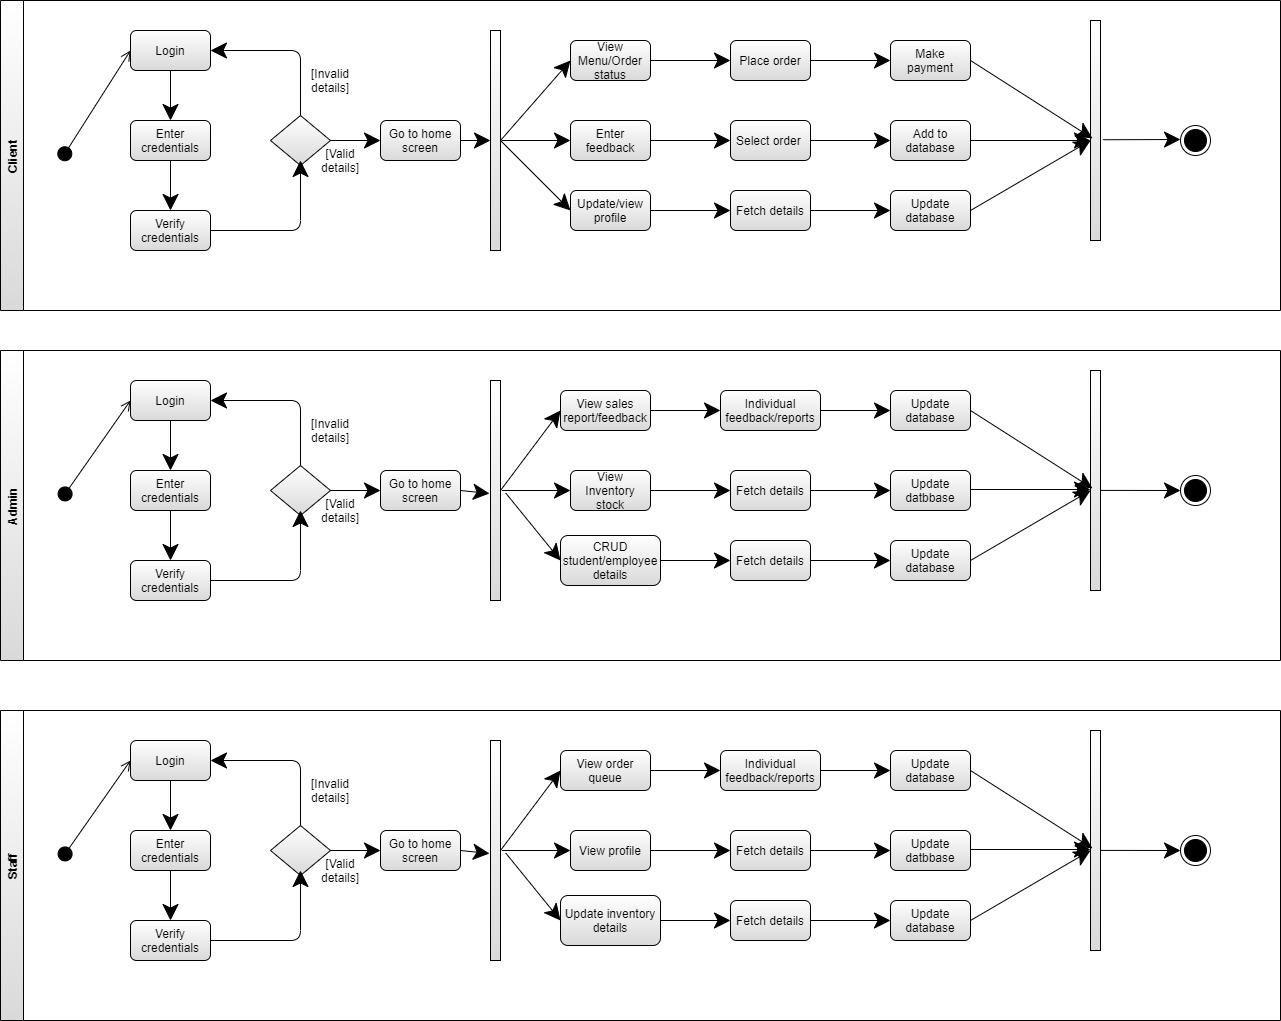 Client
Login
Enter
credentials
Verify
credentials
[Invalid
details]
[Valid
details]
Go to home
screen
View
Menu/Order
status
Place order
Make
payment
Enter
feedback
Select order
Add to
database
Update/view
profile
Fetch details
Update
database
Admin
Login
Enter
credentials
Verify
credentials
[Invalid
details]
[Valid
details]
Go to home
screen
View sales
report/feedback
Individual
feedback/reports
Update
database
View
Inventory
stock
Fetch details
Update
datbbase
CRUD
student/employee
details
Fetch details
Update
database
Staff
Login
Enter
credentials
Verify
credentials
[Invalid
details]
[Valid
details]
Go to home
screen
View order
queue
Individual
feedback/reports
Update
database
View profile
Fetch details
Update
datbbase
Update inventory
details
Fetch details
Update
database